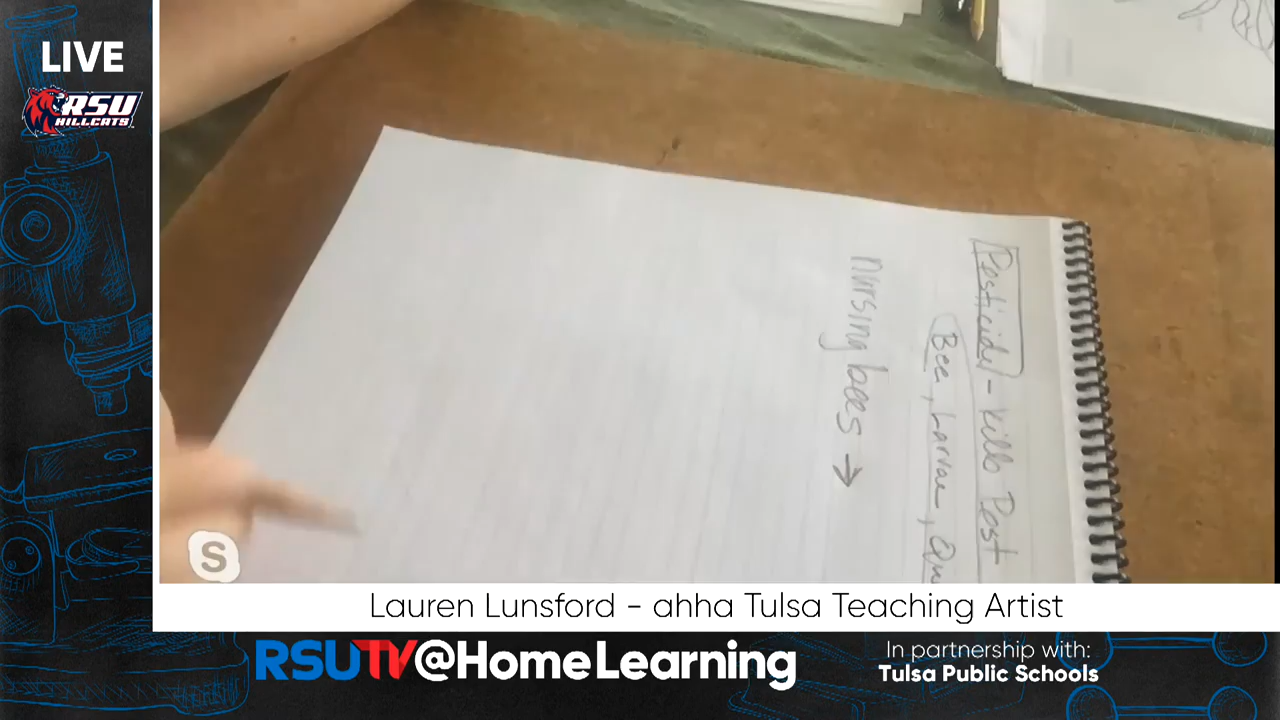 LIVE
RSU
HILLCATS
Pesticide - Kills Pest
Bee, Larvae,
nursing bees →
S
Lauren Lunsford - ahha Tulsa Teaching Artist
RSUTV@HomeLearning
In partnership with:
Tulsa Public Schools